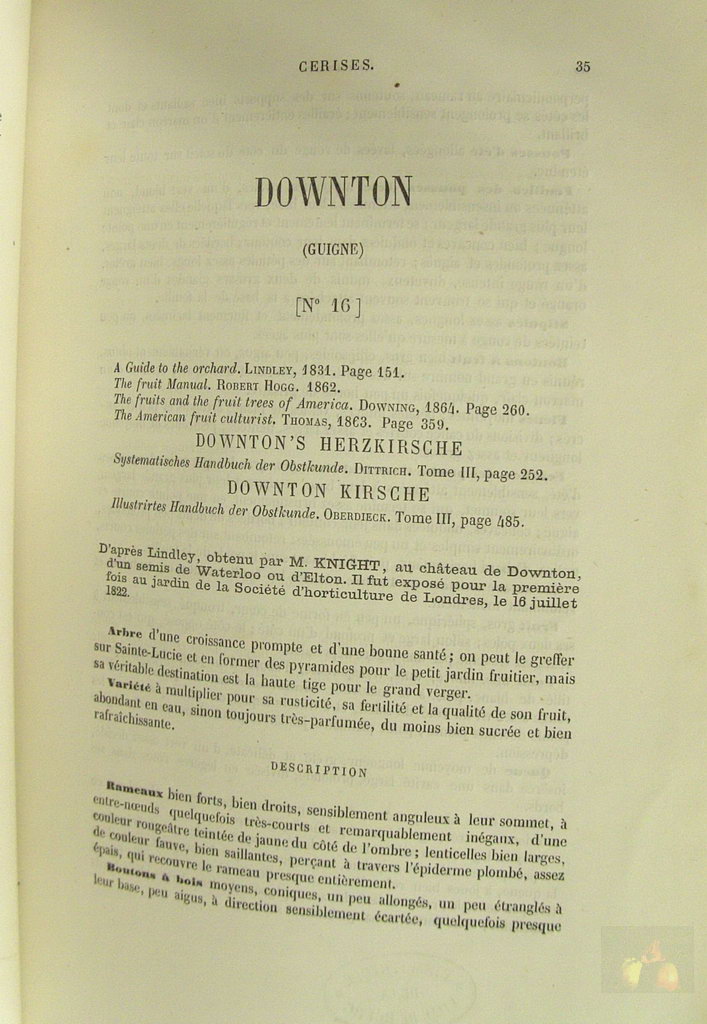 CERISES. 35
DOWNTON
(GUIGNE)
[N° 16]
A Guide to the orchard. LINDLEY, 1831. Page 151.
The fruit Manual. ROBERT HOGG. 1862.
The fruits and the fruit trees of America. DOWNING, 1864. Page 260.
The American fruit culturist. THOMAS, 1863. Page 359.
DOWNTON'S HERZKIRSCHE
Systematisches Handbuch der Obstkunde. DITTRICH. Tome III, page 252.
DOWNTON KIRSCHE
Illustrirtes Handbuch der Obstkunde. OBERDIECK. Tome III, page 485.
D'après Lindley, obtenu par M. KNIGHT, au château de Downton,
d'un semis de Waterloo ou d'Elton. Il fut exposé pour la première
fois au jardin de la Société d'horticulture de Londres, le 16 juillet
1822.
Arbre d'une croissance prompte et d'une bonne santé; on peut le greffer
sur Sainte-Lucie et en former des pyramides pour le petit jardin fruitier, mais
sa véritable destination est la haute tige pour le grand verger.
Variété à multiplier pour sa rusticité, sa fertilité et la qualité de son fruit,
abondant en eau, sinon toujours très-parfumée, du moins bien sucrée et bien
rafraîchissante.
DESCRIPTION
Rameaux bien forts, bien droits, sensiblement anguleux à leur sommet, à
entre-nœuds quelquefois très-courts et remarquablement inégaux, d'une
couleur rougeâtre teintée de jaune du côté de l'ombre; lenticelles bien larges,
de couleur fauve, bien saillantes, perçant à travers l'épiderme plombé, assez
épais, qui recouvre le rameau presque entièrement.
Boutons à bois moyens, coniques, un peu allongés, un peu étranglés à
leur base, peu aigus, à direction sensiblement écartée, quelquefois presque